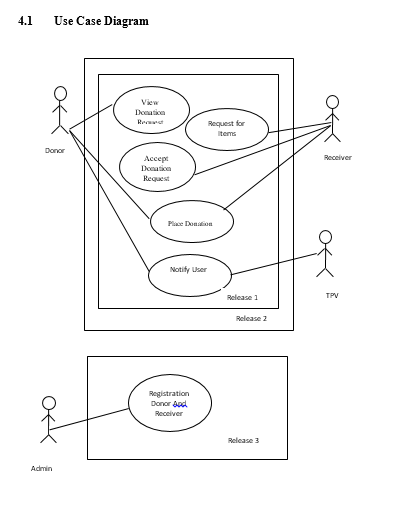 4.1 Use Case Diagram
View
Donation
Request
Request for
Items
Donor
Receiver
Accept
Donation
Request
Place Donation
Notify User
Release 1
TPV
Release 2
Registration
Donor And
Receiver
Release 3
Admin